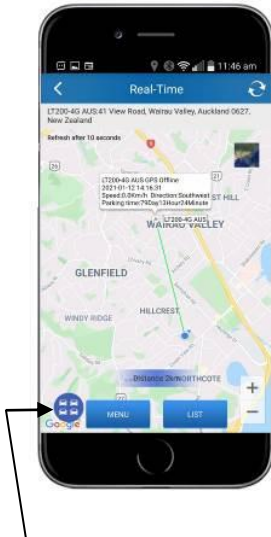 11:46 am
Real-Time
LT200-4G AUS:41 View Road, Wairau Valley, Auckland 0627,
New Zealand
Refresh after 10 seconds
LT200-4G AUS GPS Offline
2021-01-12 14:16:31
Speed:0.0Km/h Direction:Southwest
Parking time:79Day13Hour24Minute
ST HILL
LT200-4G AUS
WAIRAU VALLEY
GLENFIELD
HILLCREST
WINDY RIDGE
Distance
NORTHCOTE
+
Google
MENU
LIST
−